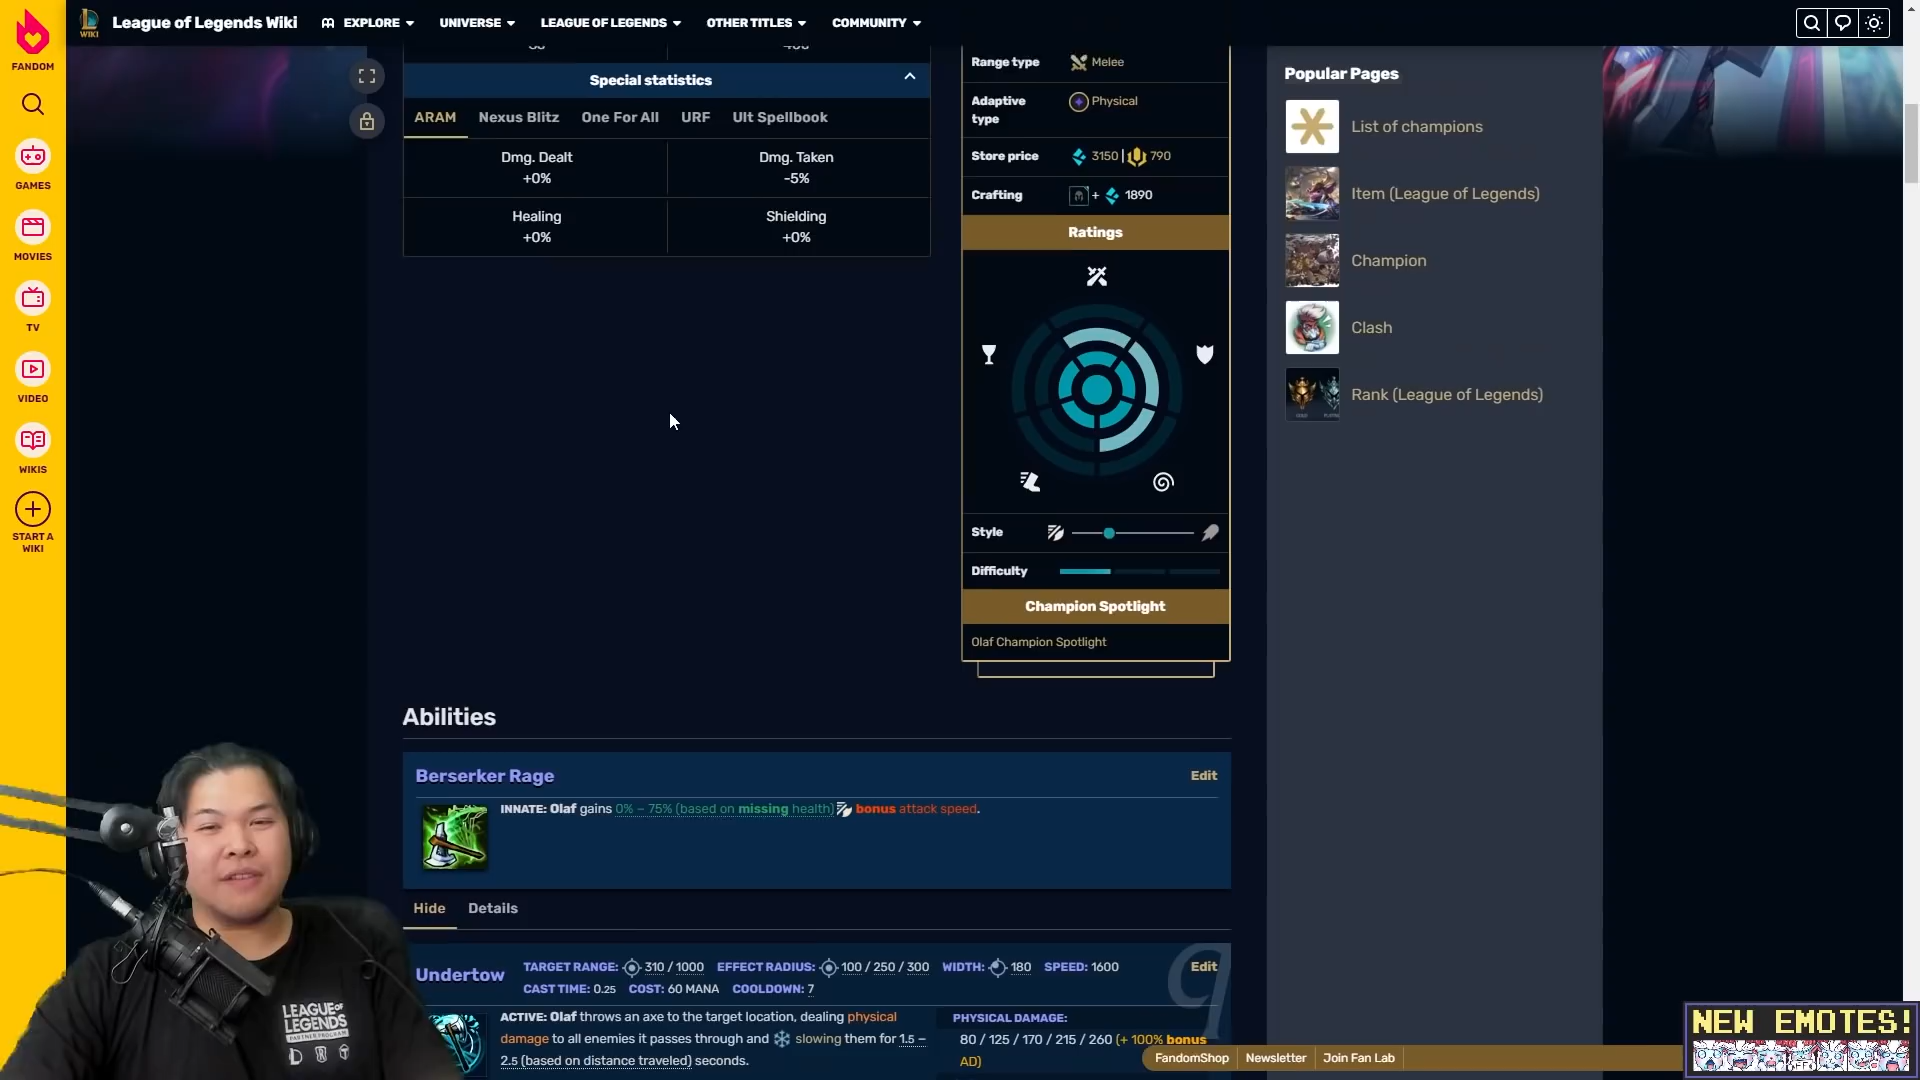 FANDOM
GAMES
MOVIES
TV
VIDEO
WIKIS
START A
WIKI
WIKI
League of Legends Wiki
EXPLORE
UNIVERSE
LEAGUE OF LEGENDS
OTHER TITLES
COMMUNITY
Special statistics
ARAM
Nexus Blitz
One For All
URF
Ult Spellbook
Dmg. Dealt
+0%
Dmg. Taken
-5%
Healing
+0%
Shielding
+0%
Range type
Melee
Adaptive
type
Physical
Store price
3150 | 790
Crafting
+ 1890
Ratings
Style
Difficulty
Champion Spotlight
Olaf Champion Spotlight
Popular Pages
List of champions
Item (League of Legends)
Champion
Clash
Rank (League of Legends)
Abilities
Berserker Rage
Edit
INNATE: Olaf gains 0% – 75% (based on missing health) bonus attack speed.
Hide
Details
Undertow
TARGET RANGE: 310 / 1000 EFFECT RADIUS: 100 / 250 / 300 WIDTH: 180 SPEED: 1600
CAST TIME: 0.25 COST: 60 MANA COOLDOWN: 7
q
Edit
ACTIVE: Olaf throws an axe to the target location, dealing physical
damage to all enemies it passes through and slowing them for 1.5 –
2.5 (based on distance traveled) seconds.
PHYSICAL DAMAGE:
80 / 125 / 170 / 215 / 260 (+ 100% bonus
AD)
FandomShop
Newsletter
Join Fan Lab
NEW EMOTES!
LEAGUE OF
LEGENDS
PARTNER PROGRAM